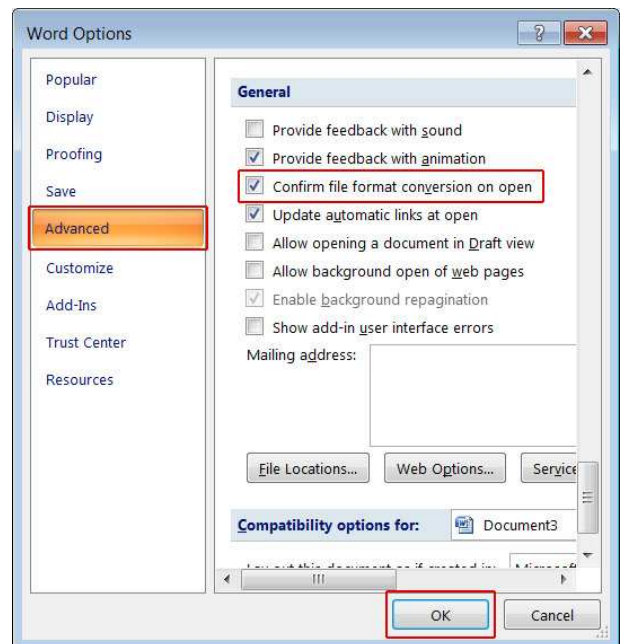 Word Options
Popular
Display
Proofing
Save
Advanced
Customize
Add-Ins
Trust Center
Resources
General
Provide feedback with sound
Provide feedback with animation
Confirm file format conversion on open
Update automatic links at open
Allow opening a document in Draft view
Allow background open of web pages
Enable background repagination
Show add-in user interface errors
Mailing address:
File Locations... Web Options... Service
Compatibility options for: Document3
OK Cancel